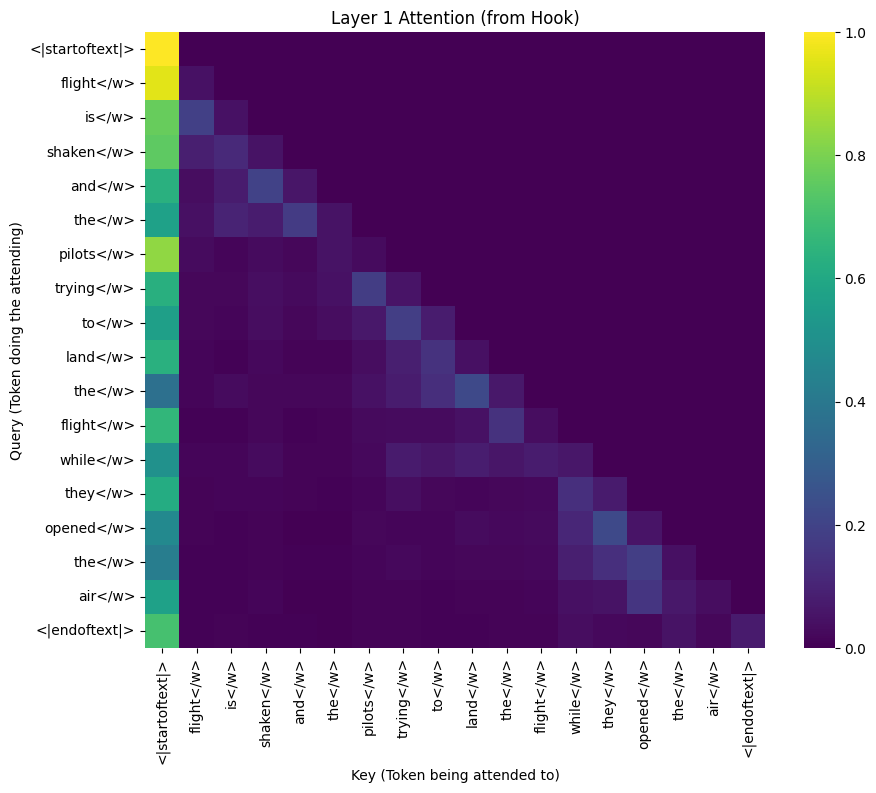 Layer 1 Attention (from Hook)
<|startoftext|>
flight</w>
is</w>
shaken</w>
and</w>
the</w>
pilots</w>
trying</w>
to</w>
land</w>
the</w>
flight</w>
while</w>
they</w>
opened</w>
the</w>
air</w>
<|endoftext|>
Query (Token doing the attending)
<|startoftext|>
flight</w>
is</w>
shaken</w>
and</w>
the</w>
pilots</w>
trying</w>
to</w>
land</w>
the</w>
flight</w>
while</w>
they</w>
opened</w>
the</w>
air</w>
<|endoftext|>
Key (Token being attended to)
1.0
0.8
0.6
0.4
0.2
0.0